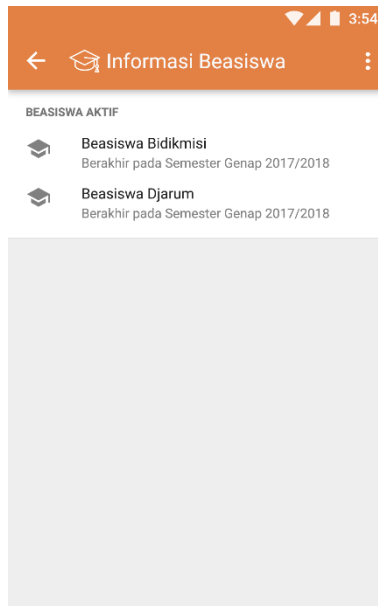 3:54
Informasi Beasiswa
BEASISWA AKTIF
Beasiswa Bidikmisi
Berakhir pada Semester Genap 2017/2018
Beasiswa Djarum
Berakhir pada Semester Genap 2017/2018